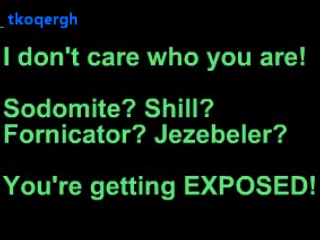 _tkoqergh
I don't care who you are!
Sodomite? Shill?
Fornicator? Jezebeler?
You're getting EXPOSED!